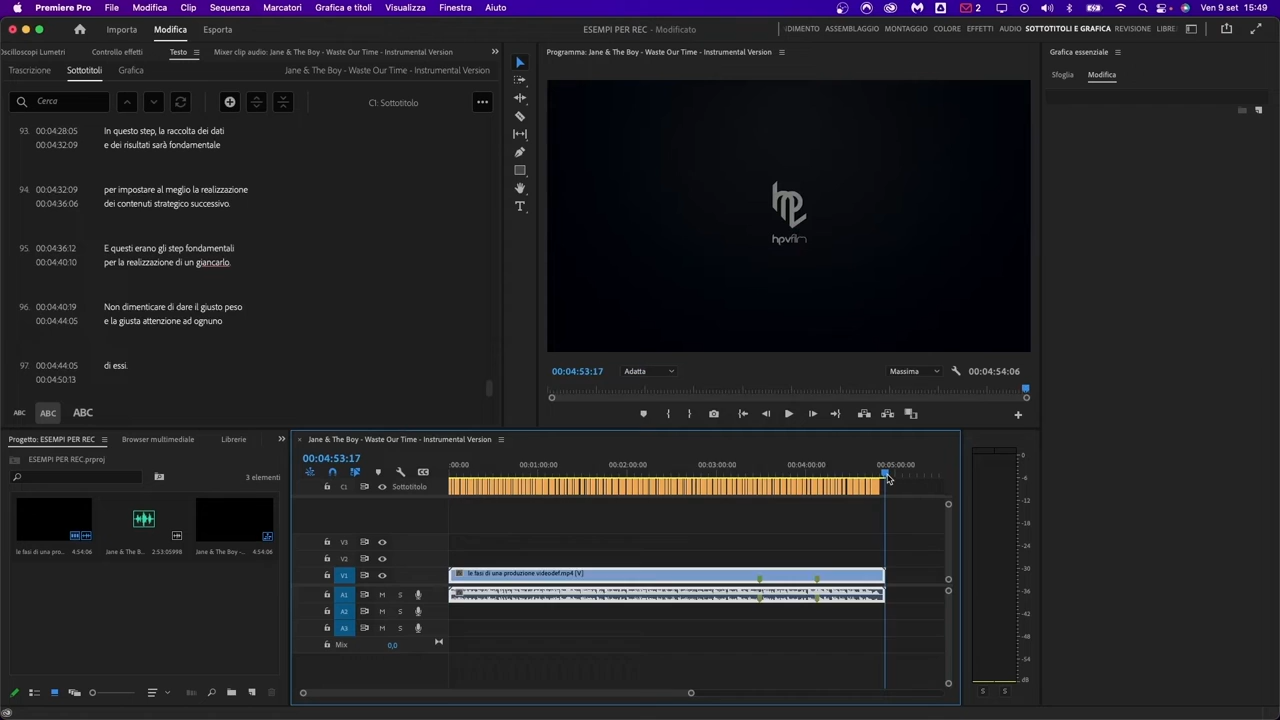 Premiere Pro File Modifica Clip Sequenza Marcatori Grafica e titoli Visualizza Finestra Aiuto Ven 9 set 15:49
Importa Modifica Esporta
ESEMPI PER REC - Modificato
DIMENTO ASSEMBLAGGIO MONTAGGIO COLORE EFFETTI AUDIO SOTTOTITOLI E GRAFICA REVISIONE LIBRE
Oscilloscopi Lumetri Controllo effetti Testo Mixer clip audio: Jane & The Boy - Waste Our Time - Instrumental Version
Trascrizione Sottotitoli Grafica Jane & The Boy - Waste Our Time - Instrumental Version
Cerca C1: Sottotitolo
93. 00:04:28:05 In questo step, la raccolta dei dati
00:04:32:09 e dei risultati sarà fondamentale
94. 00:04:32:09 per impostare al meglio la realizzazione
00:04:36:06 dei contenuti strategico successivo.
95. 00:04:36:12 E questi erano gli step fondamentali
00:04:40:10 per la realizzazione di un giancarlo.
96. 00:04:40:19 Non dimenticare di dare il giusto peso
00:04:44:05 e la giusta attenzione ad ognuno
97. 00:04:44:05 di essi.
00:04:50:13
ABC ABC ABC
Programma: Jane & The Boy - Waste Our Time - Instrumental Version
hpvfilm
00:04:53:17 Adatta Massima 00:04:54:06
Grafica essenziale
Sfoglia Modifica
Progetto: ESEMPI PER REC Browser multimediale Librerie
ESEMPI PER REC.prproj
3 elementi
le fasi di una pro... 4:54:06 Jane & The B... 2:53:05998 Jane & The Boy -... 4:54:06
Jane & The Boy - Waste Our Time - Instrumental Version
00:04:53:17
:00:00 00:01:00:00 00:02:00:00 00:03:00:00 00:04:00:00 00:05:00:00
C1 Sottotitolo
V3
V2
V1 le fasi di una produzione videodef.mp4 [V]
A1 M S
A2 M S
A3 M S
Mix 0,0
0
-6
-12
-18
-24
-30
-36
-42
-48
-54
dB
S S